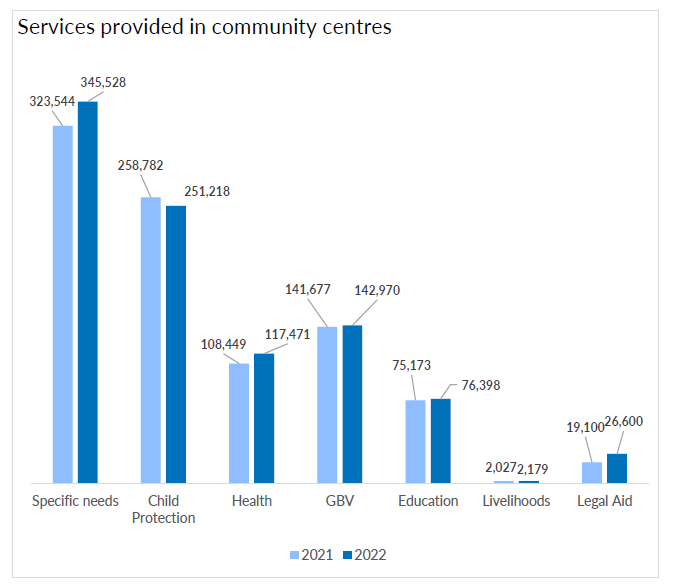 Services provided in community centres
345,528
323,544
258,782
251,218
141,677
142,970
117,471
108,449
75,173
76,398
19,100
26,600
2,027
2,179
Specific needs
Child
Protection
Health
GBV
Education
Livelihoods
Legal Aid
2021
2022